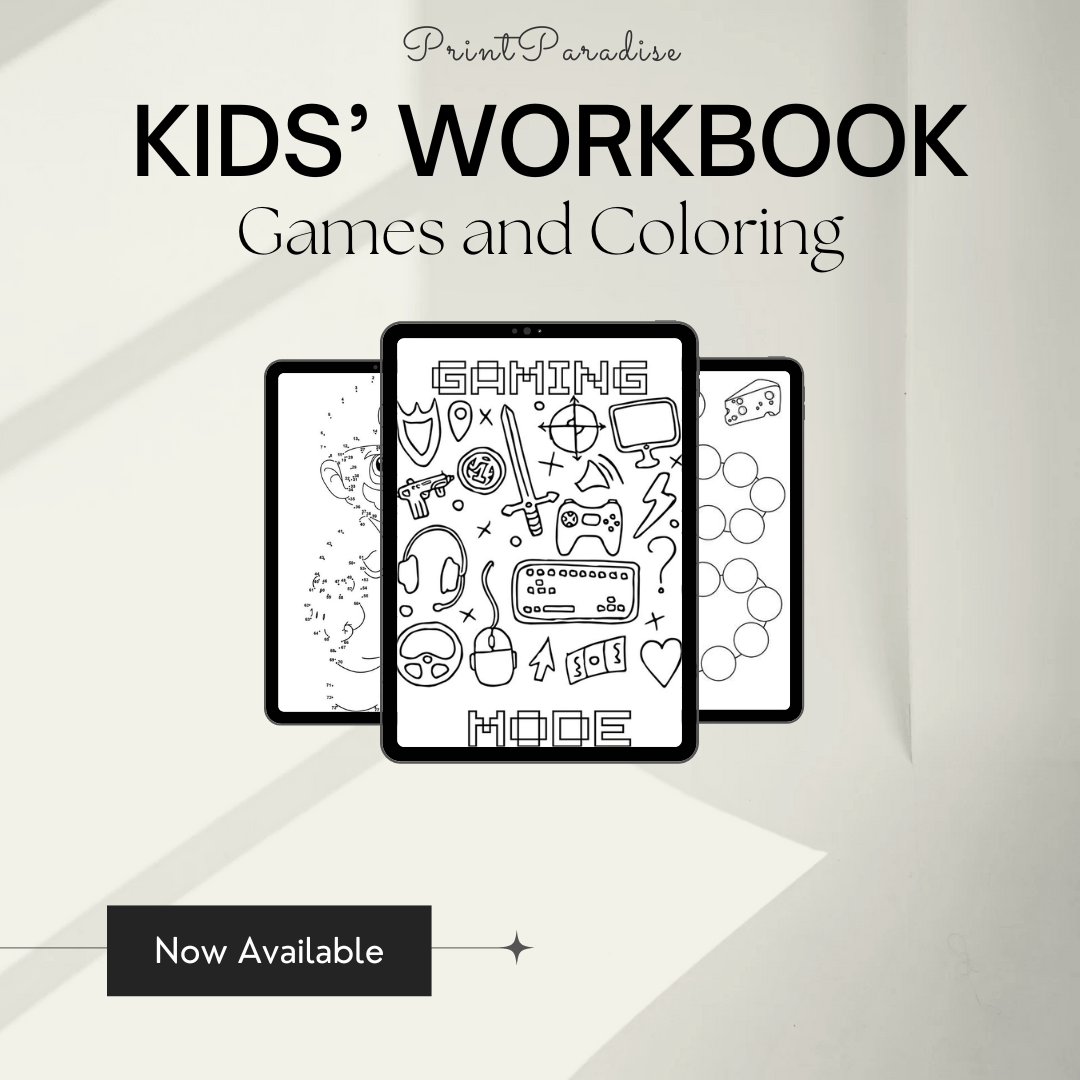 PrintParadise
KIDS’ WORKBOOK
Games and Coloring
GAMING
MODE
Now Available